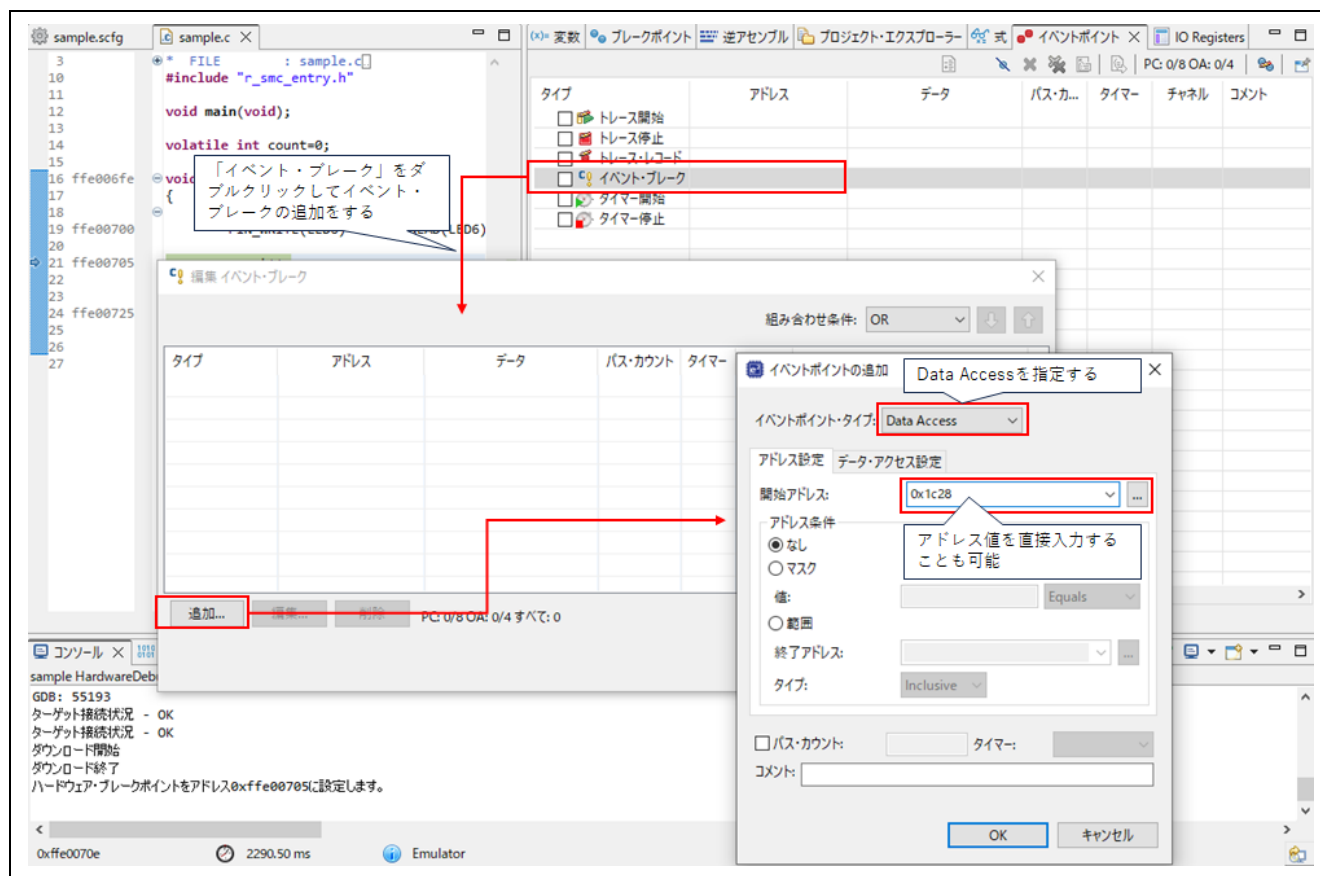 sample.scfg
sample.c
3 * FILE : sample.c
10 #include "r_smc_entry.h"
11
12 void main(void);
13
14 volatile int count=0;
15
16 ffe006fe void
17 {
18
19 ffe00700 (LED6)
20
21 ffe00705
22
23
24 ffe00725
25
26
27
「イベント・ブレーク」をダ
ブルクリックしてイベント・
ブレークの追加をする
(x)= 変数 ブレークポイント 逆アセンブル プロジェクト・エクスプローラー 式 イベントポイント IO Registers
PC: 0/8 OA: 0/4
タイプ アドレス データ パス・カ... タイマー チャネル コメント
トレース開始
トレース停止
トレース・レコード
イベント・ブレーク
タイマー開始
タイマー停止
編集 イベント・ブレーク
組み合わせ条件: OR
タイプ アドレス データ パス・カウント タイマー
追加... 編集... 削除 PC: 0/8 OA: 0/4 すべて: 0
イベントポイントの追加
Data Accessを指定する
イベントポイント・タイプ: Data Access
アドレス設定 データ・アクセス設定
開始アドレス: 0x1c28 ...
アドレス値を直接入力する
ことも可能
アドレス条件
なし
マスク
値: Equals
範囲
終了アドレス: ...
タイプ: Inclusive
パス・カウント: タイマー:
コメント:
OK キャンセル
コンソール
sample HardwareDeb
GDB: 55193
ターゲット接続状況 - OK
ターゲット接続状況 - OK
ダウンロード開始
ダウンロード終了
ハードウェア・ブレークポイントをアドレス0xffe00705に設定します。
0xffe0070e 2290.50 ms Emulator